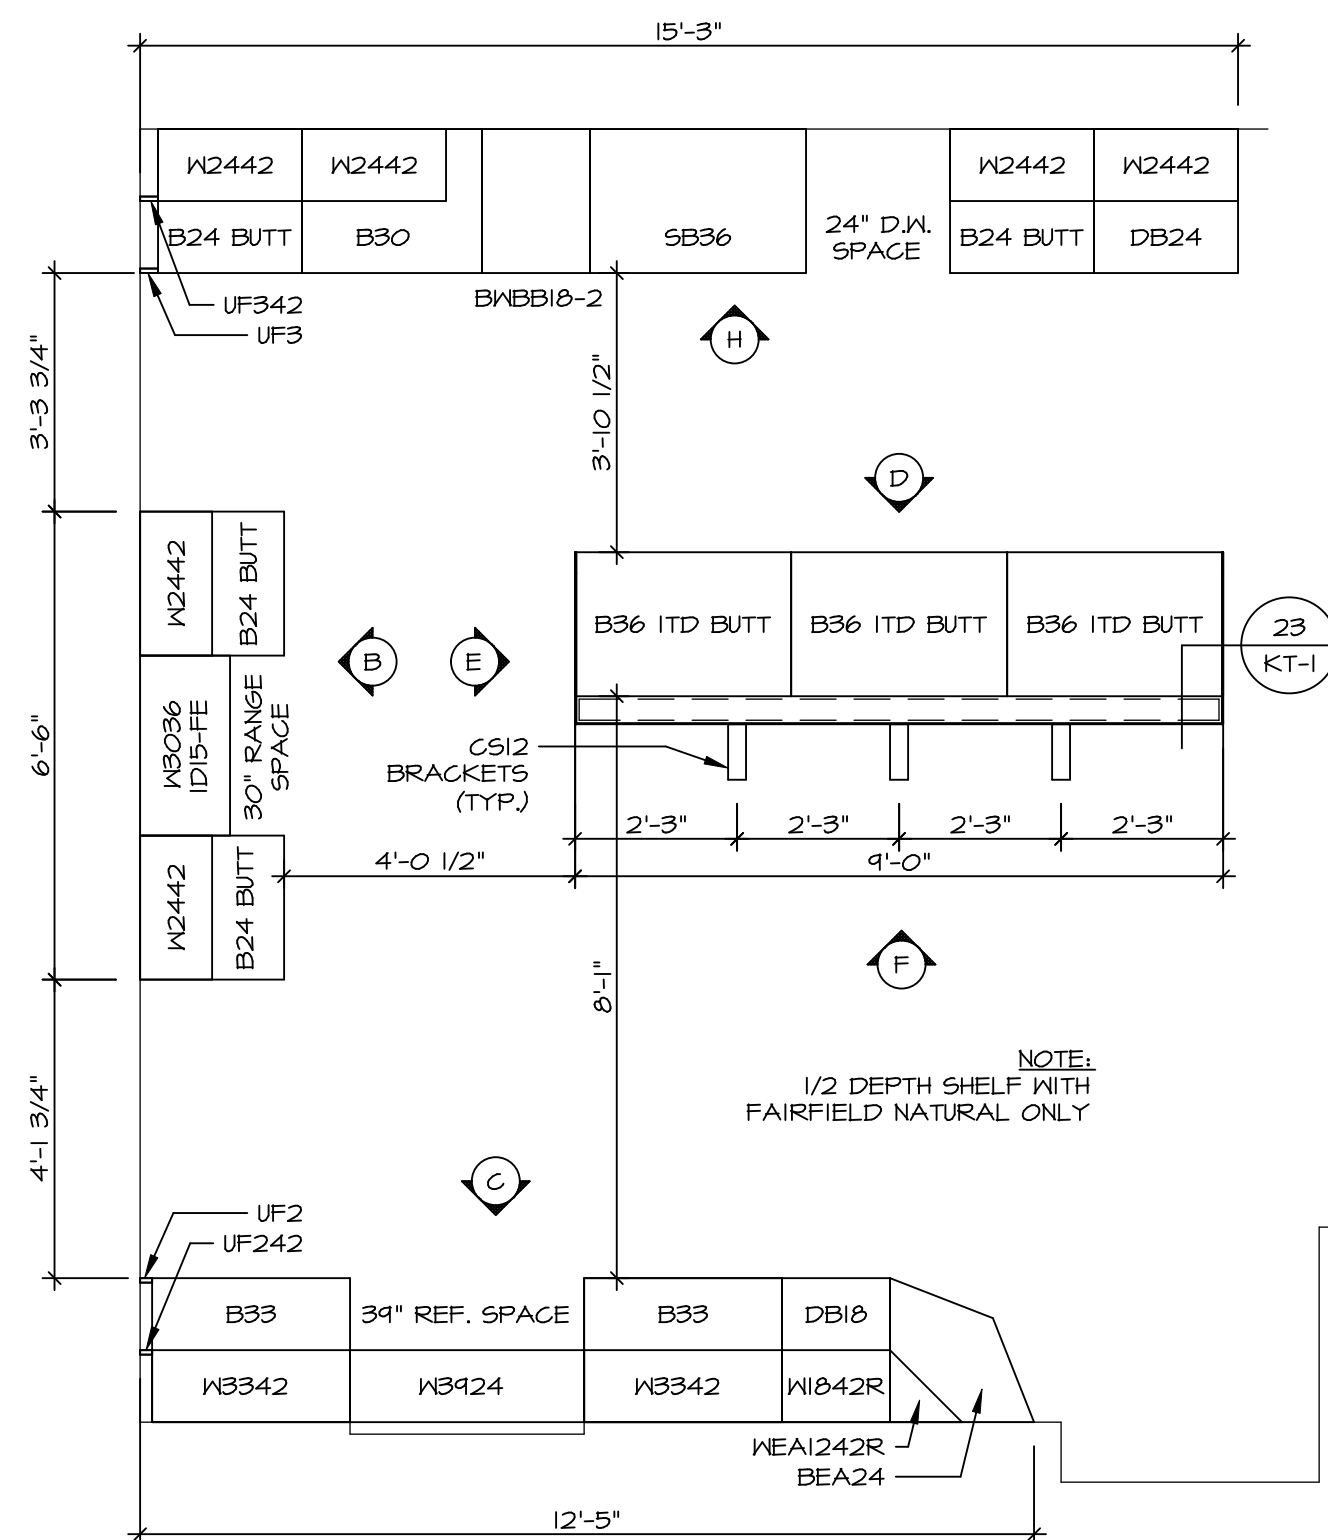 15'-3"
W2442
W2442
W2442
W2442
B24 BUTT
B30
SB36
24" D.W.
SPACE
B24 BUTT
DB24
BWBB18-2
UF342
UF3
H
3'-3 3/4"
3'-10 1/2"
D
W2442
B24 BUTT
B36 1TD BUTT
B36 1TD BUTT
B36 1TD BUTT
23
KT-1
B
E
6'-6"
W3036
1D15-FE
30" RANGE
SPACE
CS12
BRACKETS
(TYP.)
2'-3"
2'-3"
2'-3"
2'-3"
4'-0 1/2"
9'-0"
W2442
B24 BUTT
F
8'-1"
NOTE:
1/2 DEPTH SHELF WITH
FAIRFIELD NATURAL ONLY
4'-1 3/4"
C
UF2
UF242
B33
39" REF. SPACE
B33
DB18
W3342
W3924
W3342
W1842R
WEA1242R
BEA24
12'-5"